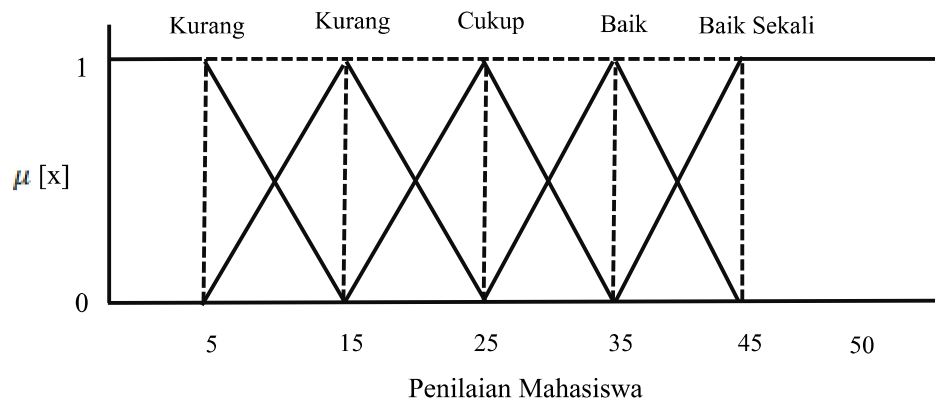 Kurang Kurang Cukup Baik Baik Sekali
1
μ [x]
0
5 15 25 35 45 50
Penilaian Mahasiswa